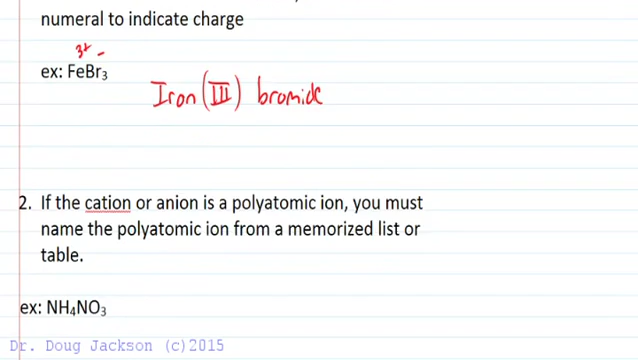 numeral to indicate charge
3+ -
ex: FeBr₃
Iron (III) bromide
2. If the cation or anion is a polyatomic ion, you must
name the polyatomic ion from a memorized list or
table.
ex: NH₄NO₃
Dr. Doug Jackson (c)2015